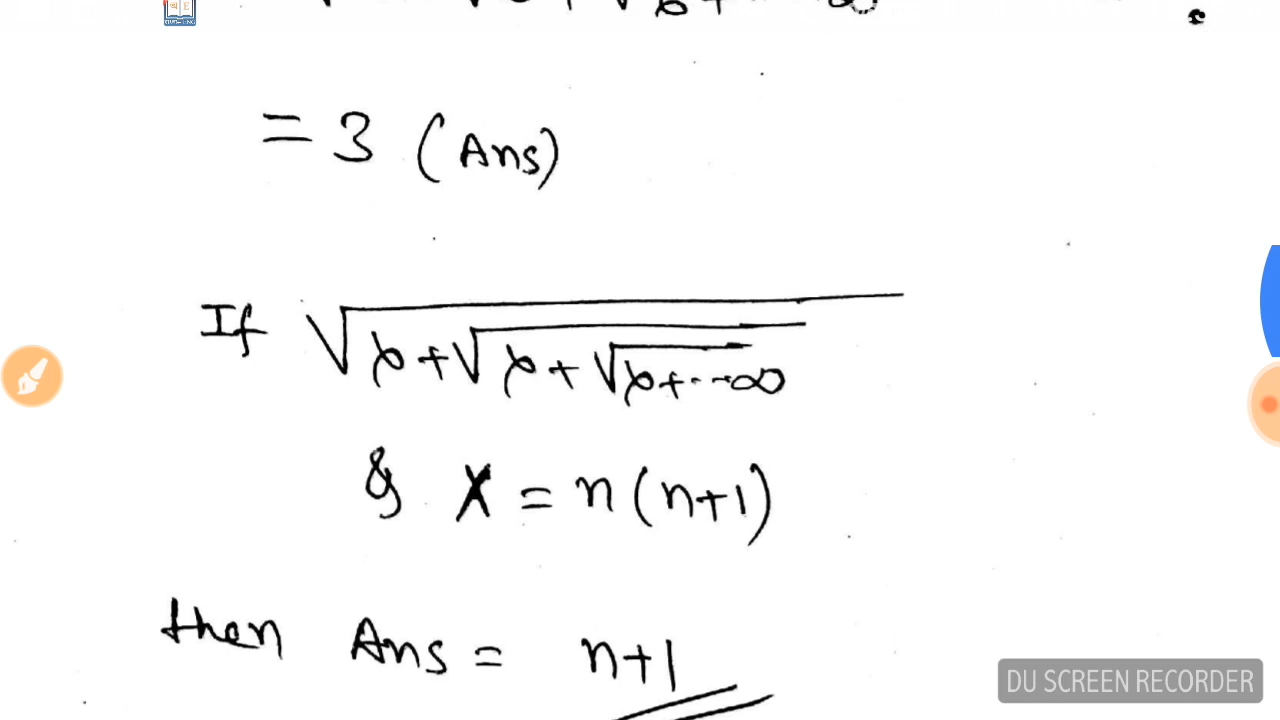 = 3 (Ans)
If √x+√x+√x+--∞
& X = n(n+1)
then Ans = n+1
DU SCREEN RECORDER